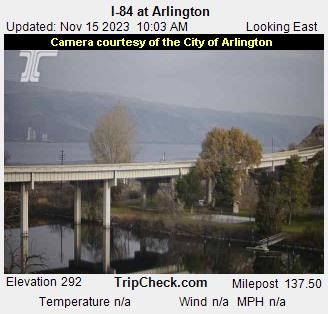 I-84 at Arlington
Updated: Nov 15 2023 10:03 AM Looking East
Camera courtesy of the City of Arlington
Elevation 292 TripCheck.com Milepost 137.50
Temperature n/a Wind n/a MPH n/a